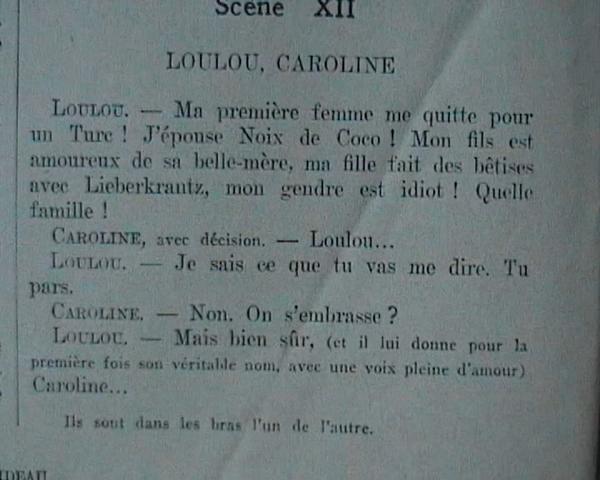 Scène XII
LOULOU, CAROLINE
LOULOU. — Ma première femme me quitte pour
un Turc ! J'épouse Noix de Coco ! Mon fils est
amoureux de sa belle-mère, ma fille fait des bêtises
avec Lieberkrantz, mon gendre est idiot ! Quelle
famille !
CAROLINE, avec décision. — Loulou...
LOULOU. — Je sais ce que tu vas me dire. Tu
pars.
CAROLINE. — Non. On s'embrasse ?
LOULOU. — Mais bien sûr, (et il lui donne pour la
première fois son véritable nom, avec une voix pleine d'amour)
Caroline...
Ils sont dans les bras l'un de l'autre.